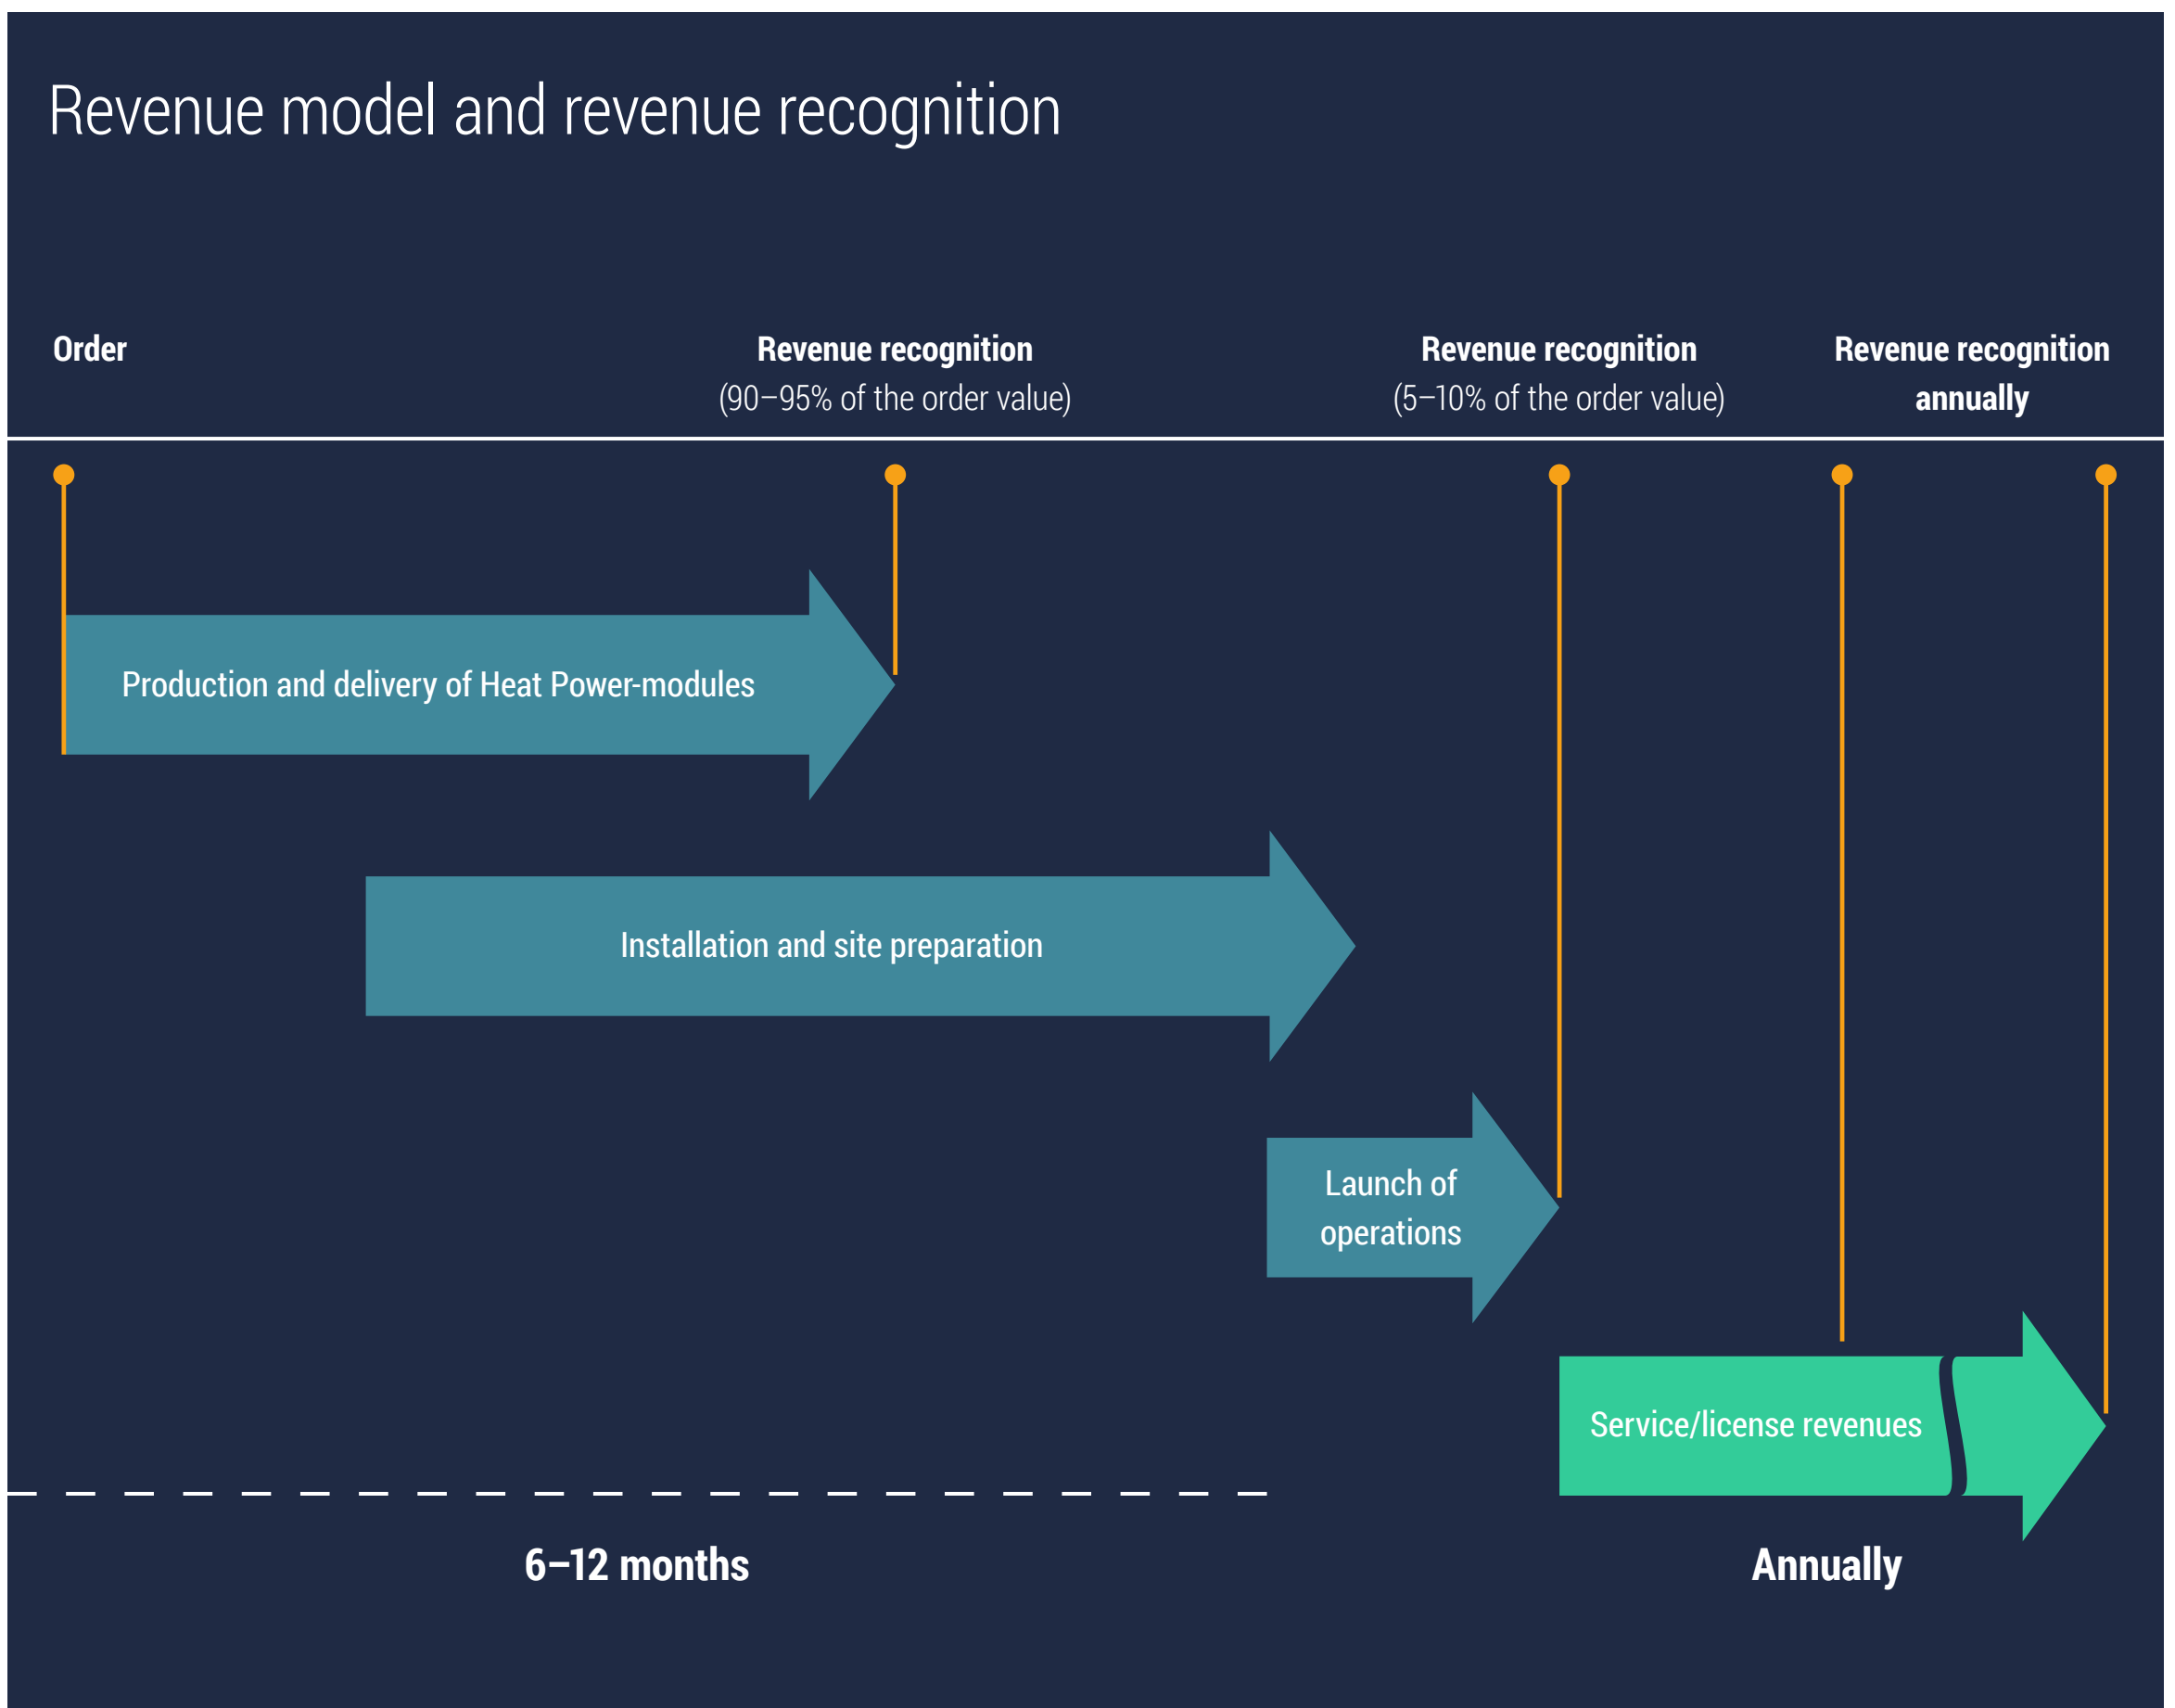 Revenue model and revenue recognition
Order
Revenue recognition
(90–95% of the order value)
Revenue recognition
(5–10% of the order value)
Revenue recognition
annually
Production and delivery of Heat Power-modules
Installation and site preparation
Launch of
operations
Service/license revenues
6–12 months
Annually